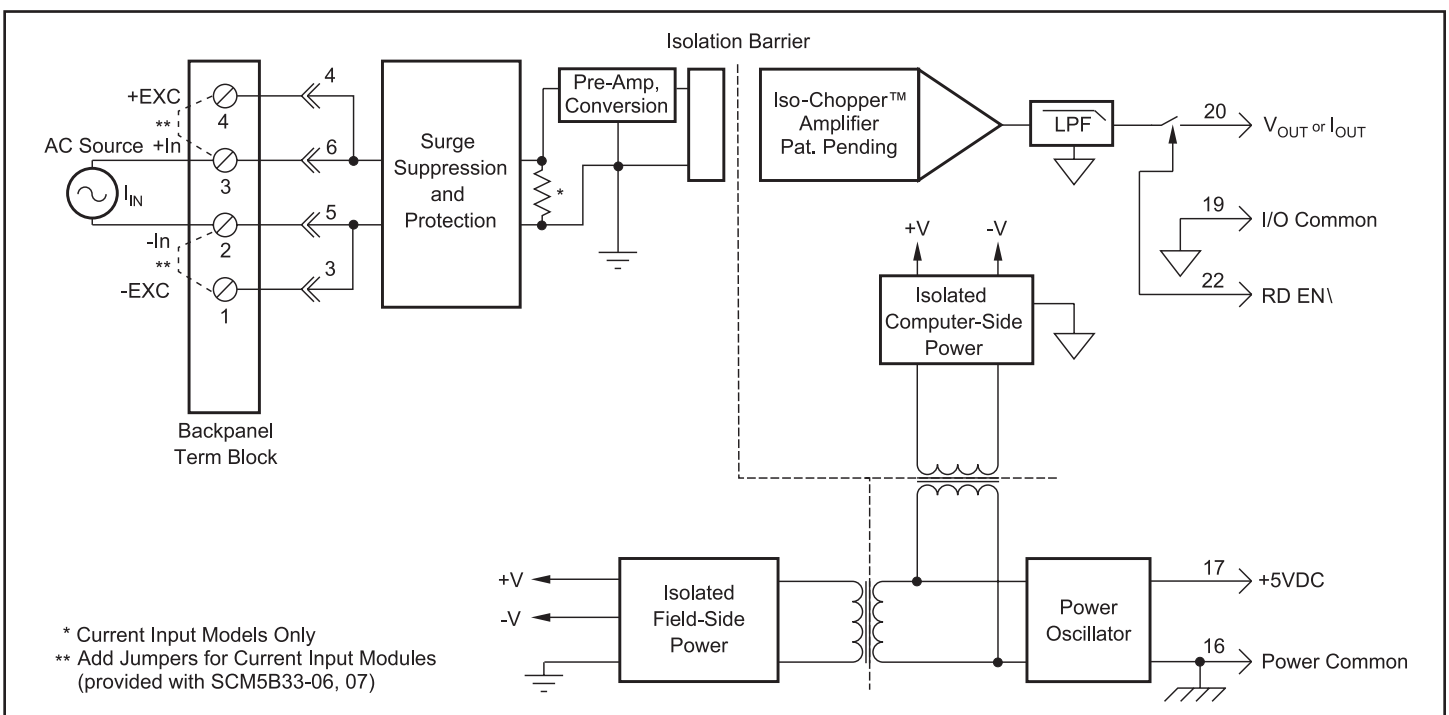 Isolation Barrier
+EXC
4
4
**
AC Source
+In
3
6
I_IN
-In
2
5
**
-EXC
1
3
Backpanel
Term Block
Surge
Suppression
and
Protection
*
Pre-Amp,
Conversion
Iso-Chopper™
Amplifier
Pat. Pending
LPF
20
V_OUT or I_OUT
19
I/O Common
22
RD EN\
+V
-V
Isolated
Computer-Side
Power
+V
-V
Isolated
Field-Side
Power
Power
Oscillator
17
+5VDC
16
Power Common
* Current Input Models Only
** Add Jumpers for Current Input Modules
(provided with SCM5B33-06, 07)